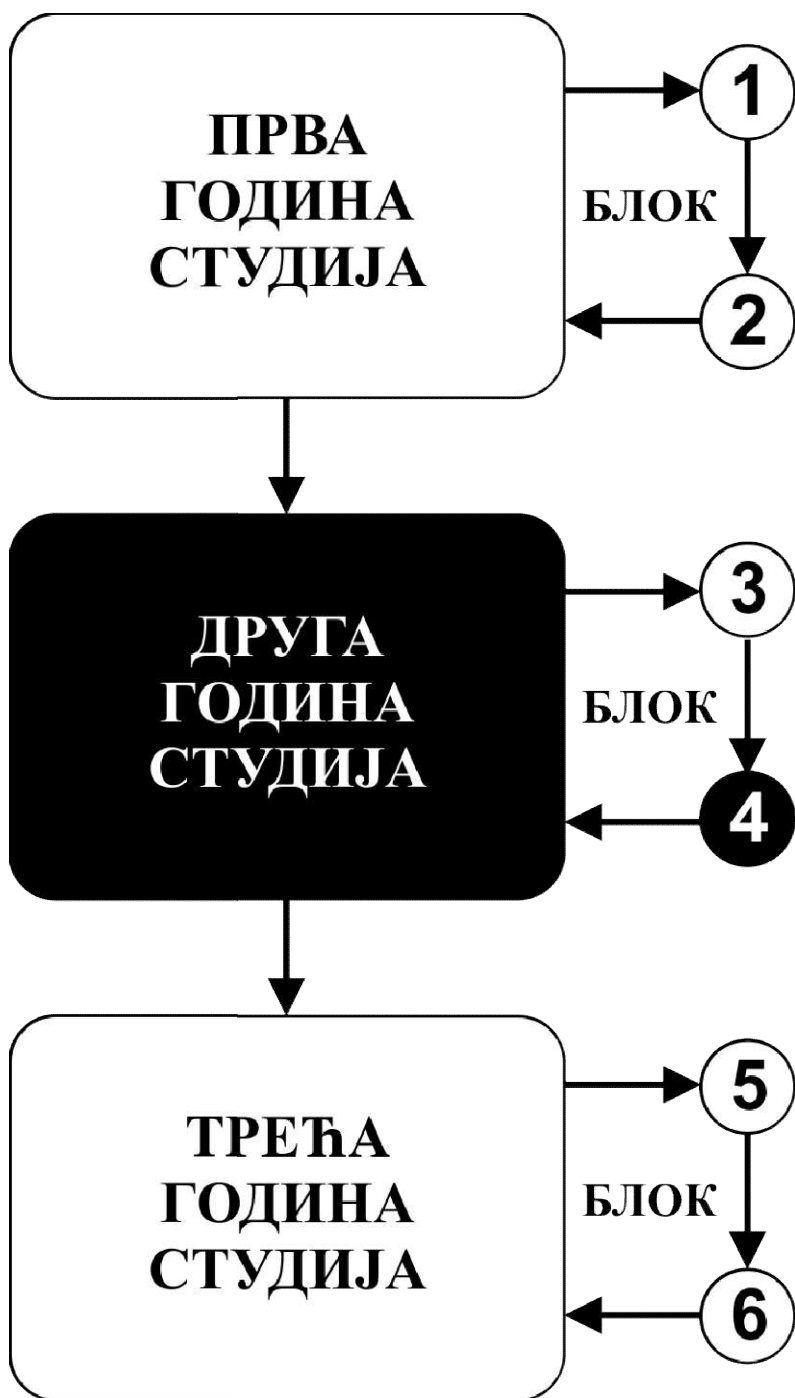 ПРВА
ГОДИНА
СТУДИЈА
1
БЛОК
2
ДРУГА
ГОДИНА
СТУДИЈА
3
БЛОК
4
ТРЕЋА
ГОДИНА
СТУДИЈА
5
БЛОК
6